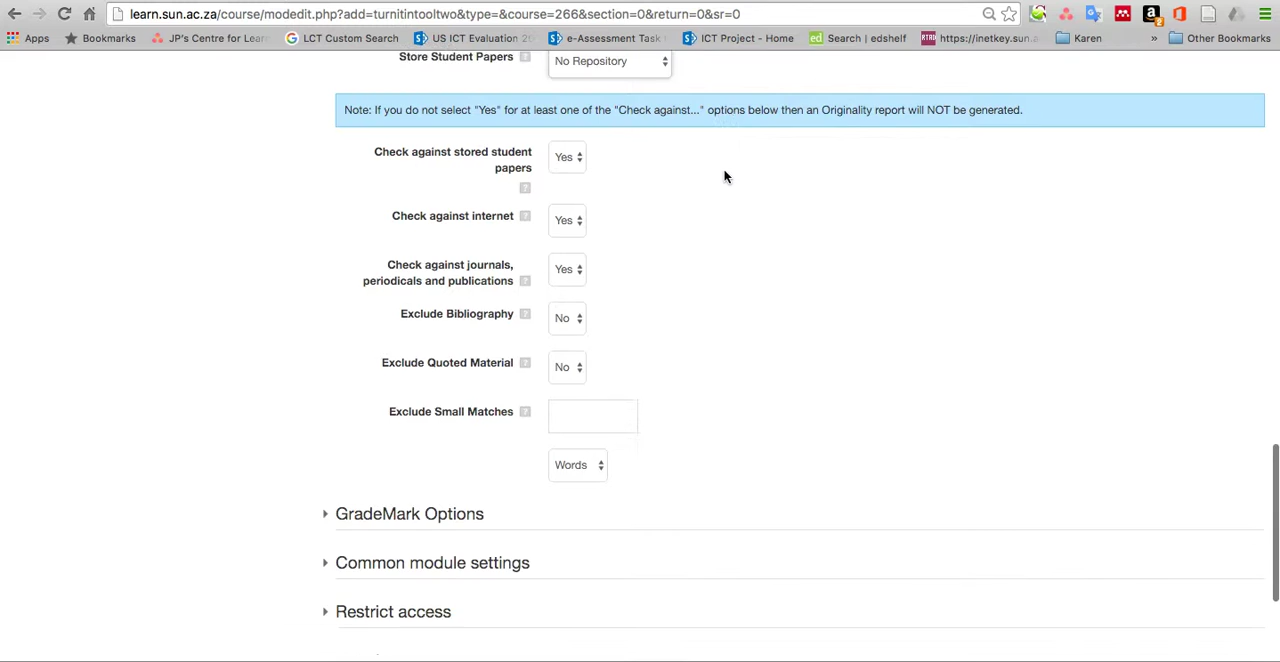 learn.sun.ac.za/course/modedit.php?add=turnitintooltwo&type=&course=266&section=0&return=0&sr=0
Apps Bookmarks JP's Centre for Learn LCT Custom Search US ICT Evaluation 20 e-Assessment Task ICT Project - Home Search | edshelf https://inetkey.sun.a Karen » Other Bookmarks
Store Student Papers ? No Repository
Note: If you do not select "Yes" for at least one of the "Check against..." options below then an Originality report will NOT be generated.
Check against stored student Yes
papers
?
Check against internet ? Yes
Check against journals, Yes
periodicals and publications ?
Exclude Bibliography ? No
Exclude Quoted Material ? No
Exclude Small Matches ?
Words
GradeMark Options
Common module settings
Restrict access